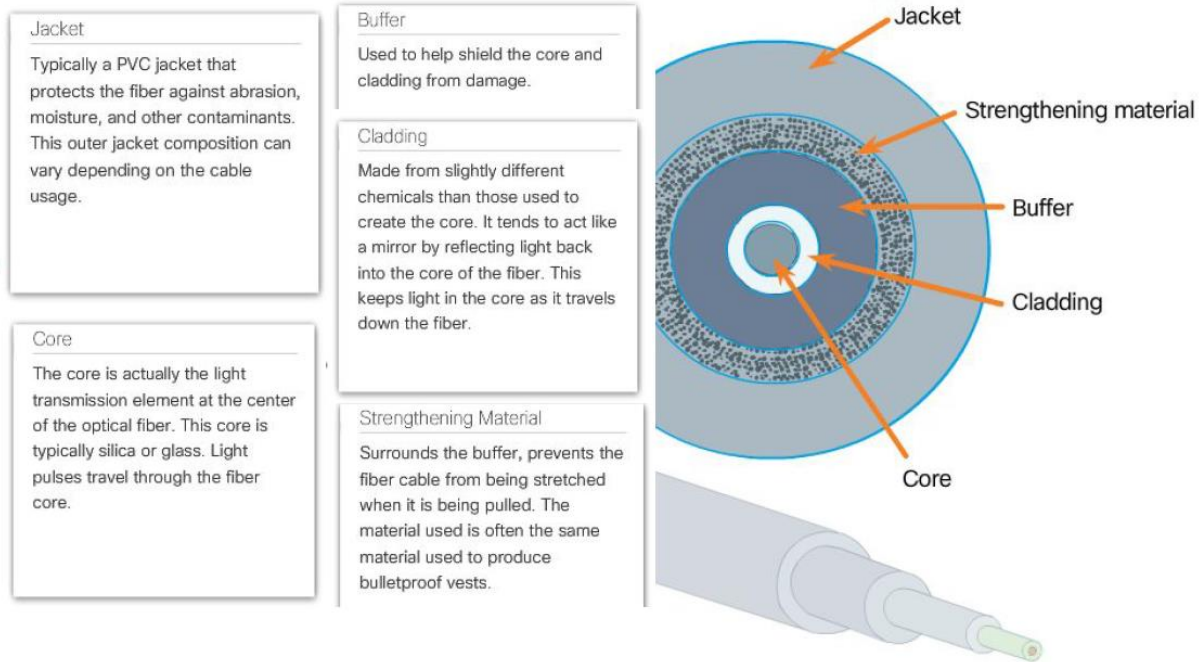 Jacket
Typically a PVC jacket that
protects the fiber against abrasion,
moisture, and other contaminants.
This outer jacket composition can
vary depending on the cable
usage.
Core
The core is actually the light
transmission element at the center
of the optical fiber. This core is
typically silica or glass. Light
pulses travel through the fiber
core.
Buffer
Used to help shield the core and
cladding from damage.
Cladding
Made from slightly different
chemicals than those used to
create the core. It tends to act like
a mirror by reflecting light back
into the core of the fiber. This
keeps light in the core as it travels
down the fiber.
Strengthening Material
Surrounds the buffer, prevents the
fiber cable from being stretched
when it is being pulled. The
material used is often the same
material used to produce
bulletproof vests.
Jacket
Strengthening material
Buffer
Cladding
Core